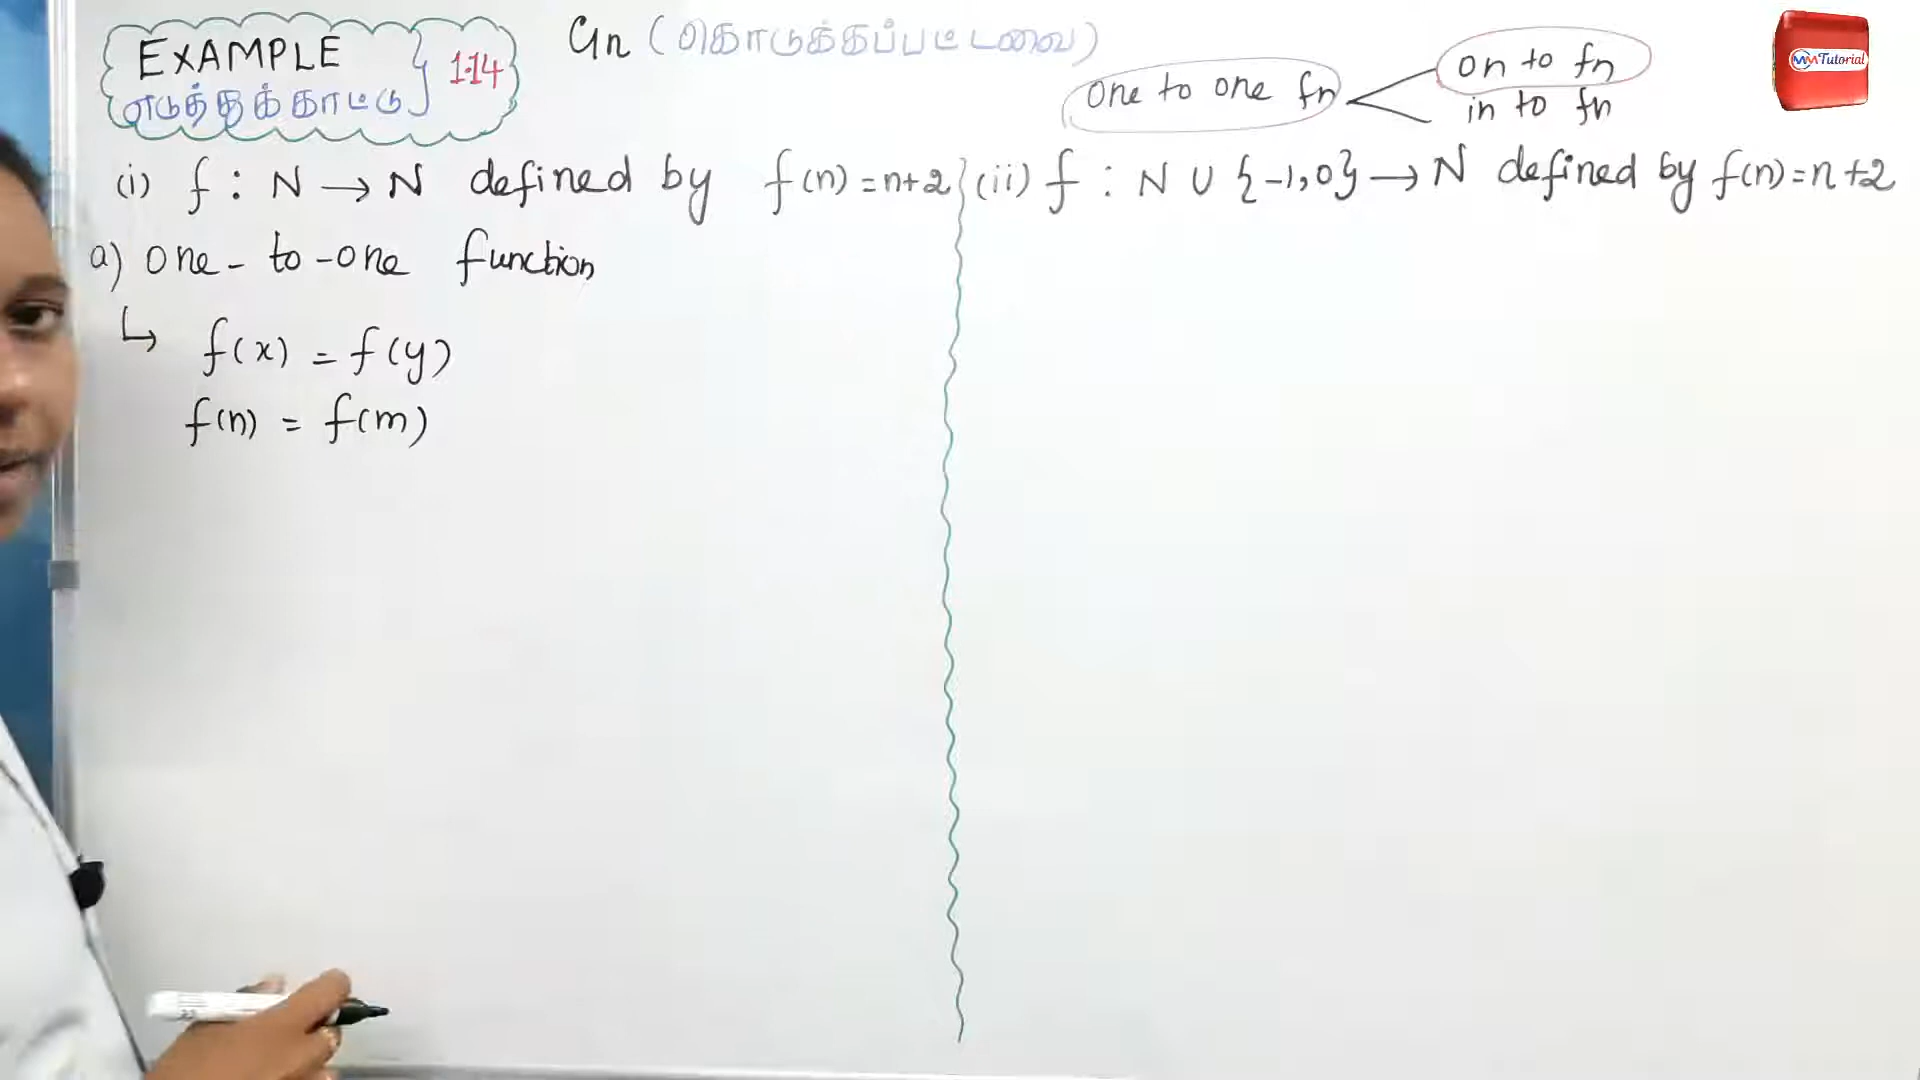 EXAMPLE
எடுத்துக்காட்டு
1.14
Gn (கொடுக்கப்பட்டவை)
One to one fn
on to fn
in to fn
MM Tutorial
(i) f : N → N defined by f(n) = n+2
(ii) f : N ∪ {-1,0} → N defined by f(n) = n+2
a) one - to - one function
↳ f(x) = f(y)
f(n) = f(m)